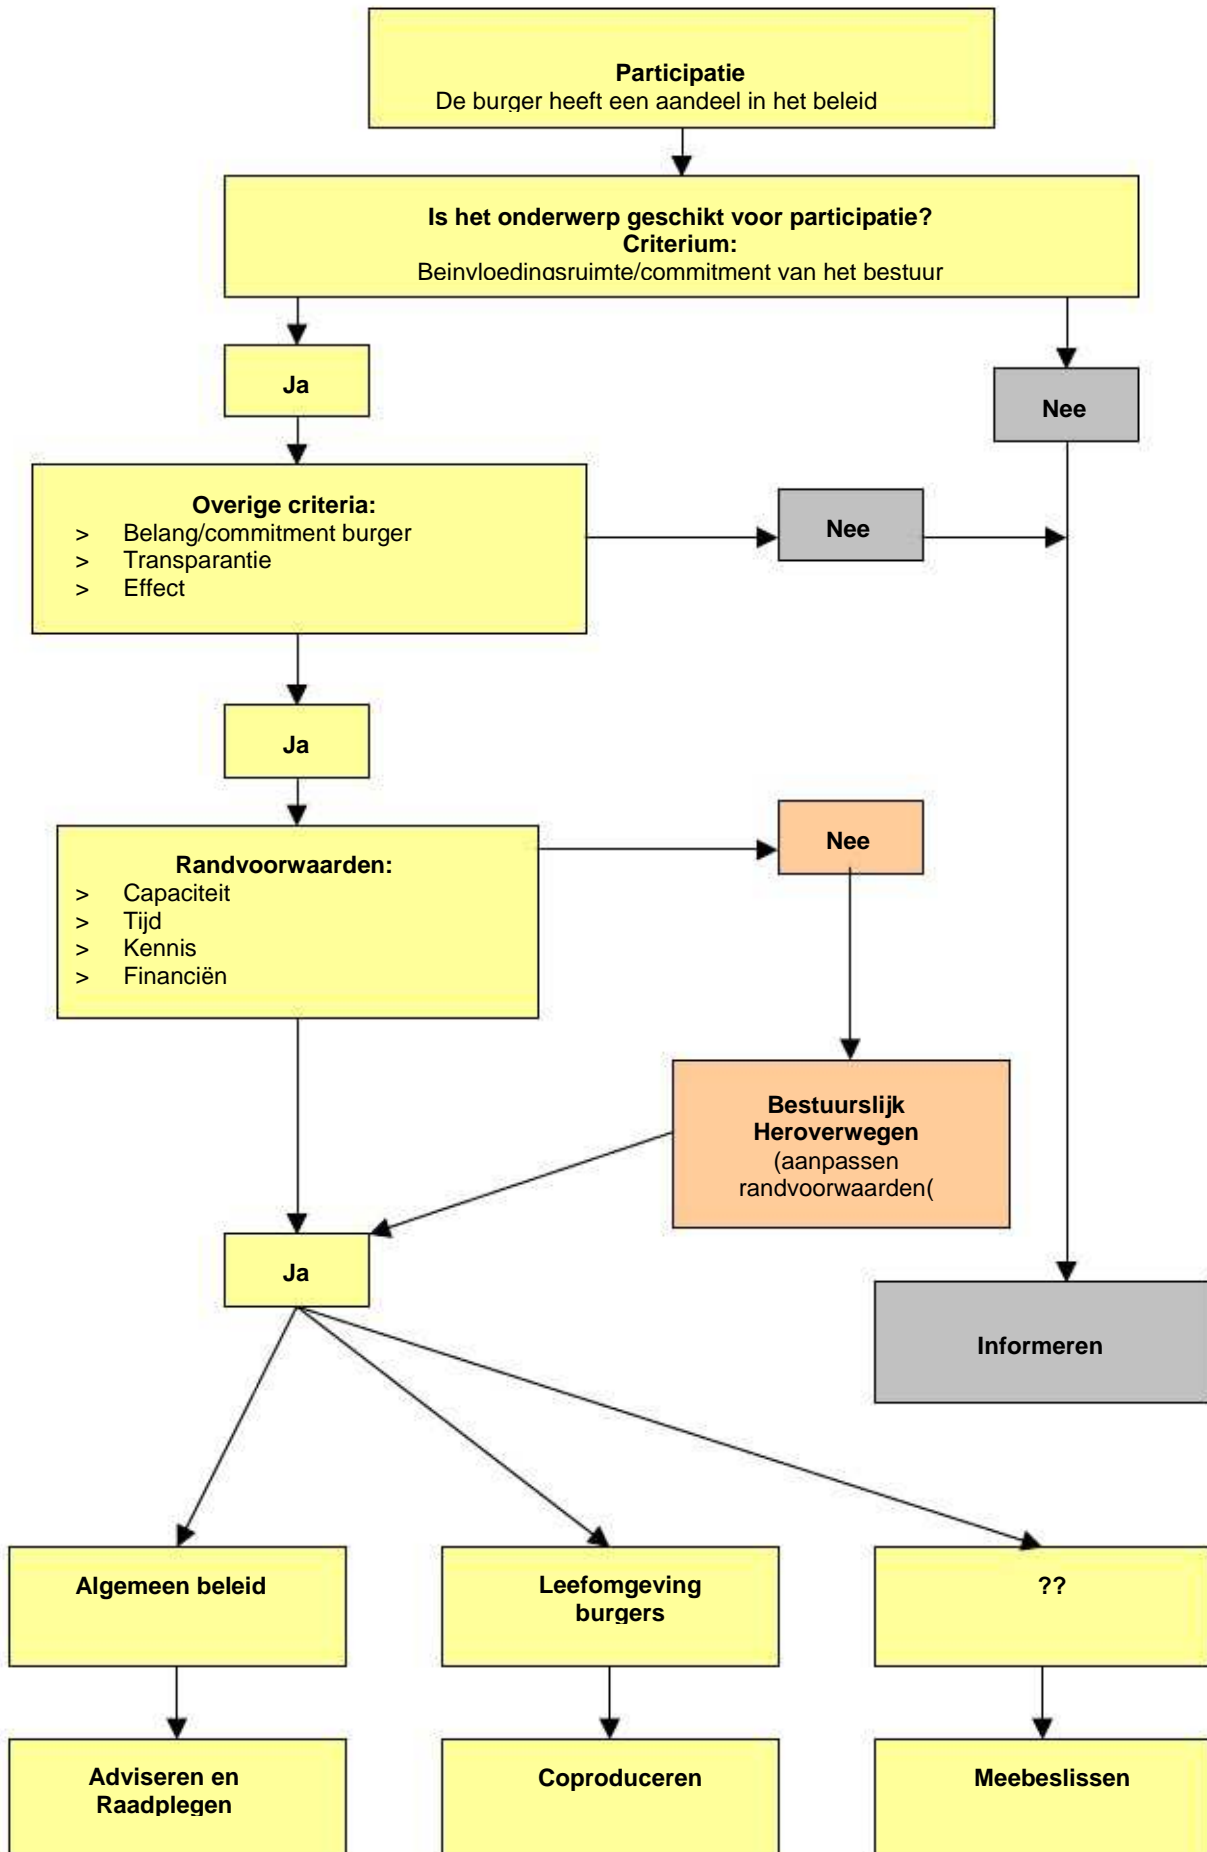 Participatie
De burger heeft een aandeel in het beleid
Is het onderwerp geschikt voor participatie?
Criterium:
Beinvloedingsruimte/commitment van het bestuur
Ja
Nee
Overige criteria:
> Belang/commitment burger
> Transparantie
> Effect
Nee
Ja
Randvoorwaarden:
> Capaciteit
> Tijd
> Kennis
> Financiën
Nee
Bestuurslijk
Heroverwegen
(aanpassen
randvoorwaarden(
Ja
Informeren
Algemeen beleid
Leefomgeving
burgers
??
Adviseren en
Raadplegen
Coproduceren
Meebeslissen